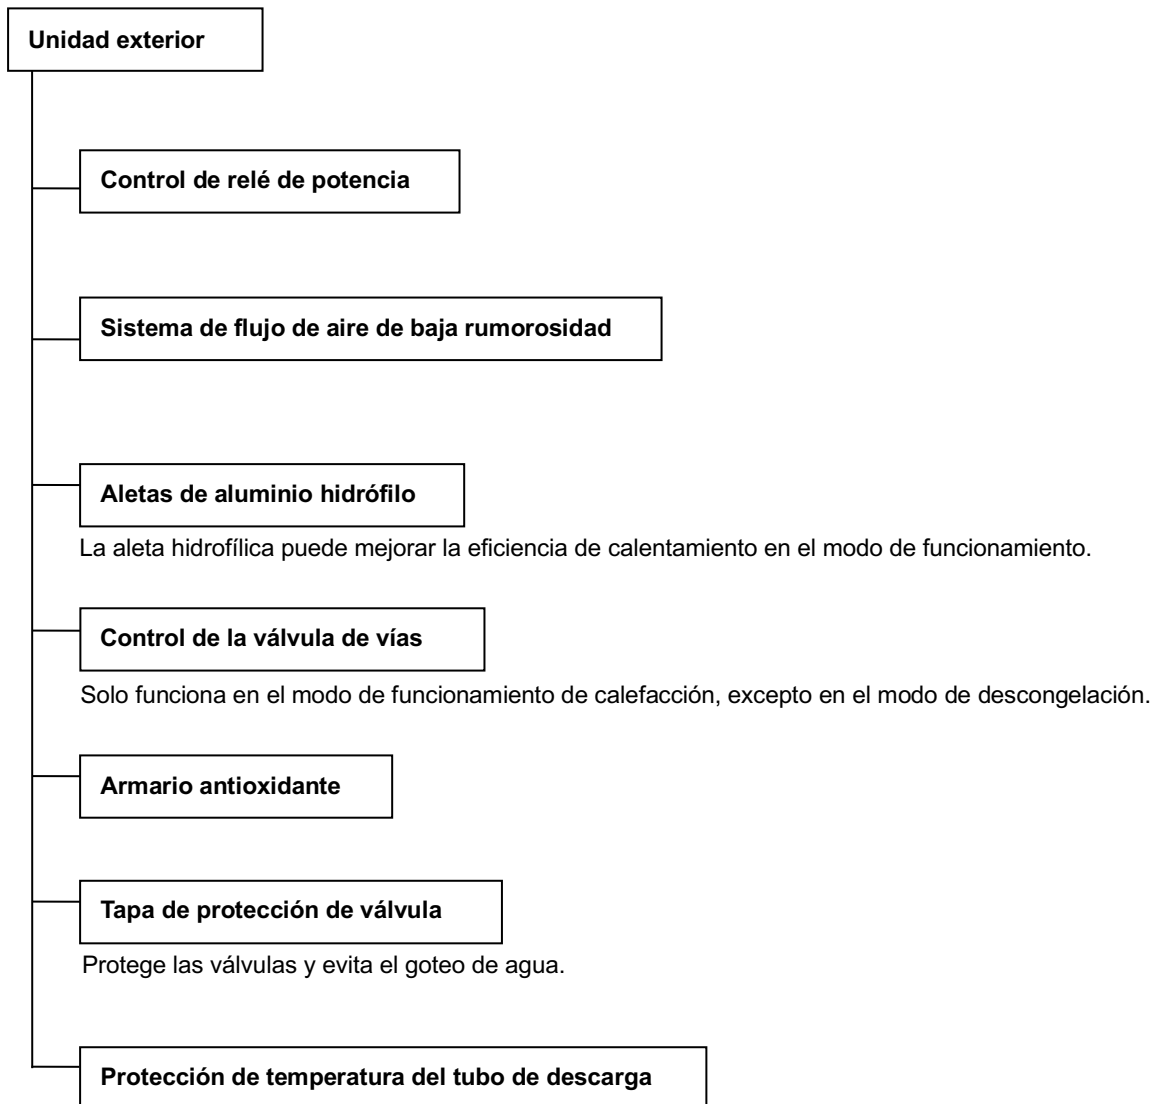 Unidad exterior
Control de relé de potencia
Sistema de flujo de aire de baja rumorosidad
Aletas de aluminio hidrófilo
La aleta hidrofílica puede mejorar la eficiencia de calentamiento en el modo de funcionamiento.
Control de la válvula de vías
Solo funciona en el modo de funcionamiento de calefacción, excepto en el modo de descongelación.
Armario antioxidante
Tapa de protección de válvula
Protege las válvulas y evita el goteo de agua.
Protección de temperatura del tubo de descarga